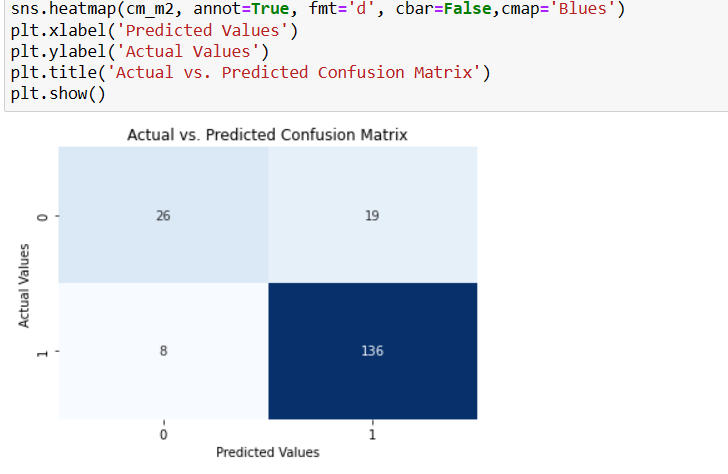 sns.heatmap(cm_m2, annot=True, fmt='d', cbar=False,cmap='Blues')
plt.xlabel('Predicted Values')
plt.ylabel('Actual Values')
plt.title('Actual vs. Predicted Confusion Matrix')
plt.show()
Actual vs. Predicted Confusion Matrix
Actual Values
0
26
19
1
8
136
0
1
Predicted Values